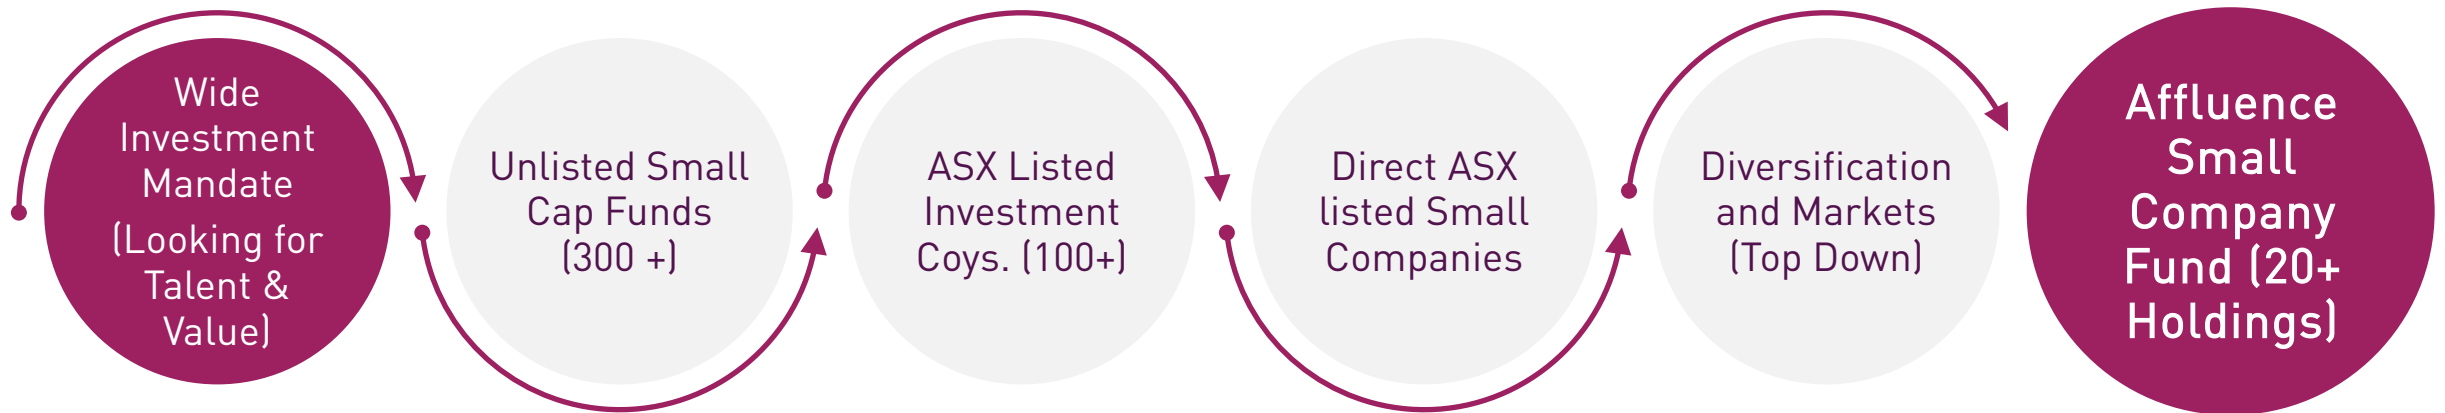 Wide
Investment
Mandate
(Looking for
Talent &
Value)
Unlisted Small
Cap Funds
(300 +)
ASX Listed
Investment
Coys. (100+)
Direct ASX
listed Small
Companies
Diversification
and Markets
(Top Down)
Affluence
Small
Company
Fund (20+
Holdings)